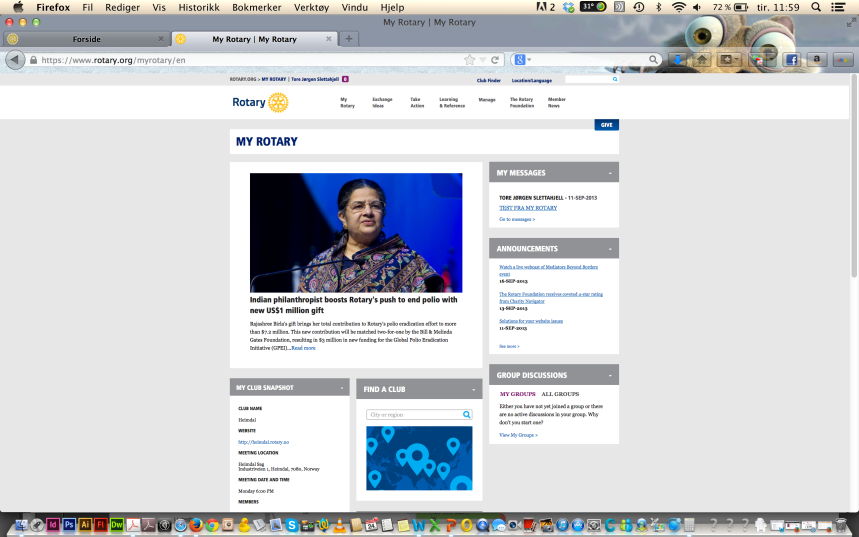 Firefox Fil Rediger Vis Historikk Bokmerker Verktøy Vindu Hjelp
2 31° 72 % tir. 11:59
My Rotary | My Rotary
Forside
My Rotary | My Rotary
https://www.rotary.org/myrotary/en
ROTARY.ORG > MY ROTARY | Tore Jørgen Slettahjell
Club Finder Location/Language
Rotary
My Rotary
Exchange Ideas
Take Action
Learning & Reference
Manage
The Rotary Foundation
Member News
GIVE
MY ROTARY
Indian philanthropist boosts Rotary's push to end polio with
new US$1 million gift
Rajashree Birla's gift brings her total contribution to Rotary's polio eradication effort to more
than $7.2 million. This new contribution will be matched two-for-one by the Bill & Melinda
Gates Foundation, resulting in $3 million in new funding for the Global Polio Eradication
Initiative (GPEI)...Read more
MY CLUB SNAPSHOT
CLUB NAME
Heimdal
WEBSITE
http://heimdal.rotary.no
MEETING LOCATION
Heimdal Sag
Industriveien 1, Heimdal, 7080, Norway
MEETING DATE AND TIME
Monday 6:00 PM
MEMBERS
FIND A CLUB
City or region
MY MESSAGES
TORE JØRGEN SLETTAHJELL - 11-SEP-2013
TEST FRA MY ROTARY
Go to messages >
ANNOUNCEMENTS
Watch a live webcast of Mediators Beyond Borders
event
16-SEP-2013
The Rotary Foundation receives coveted 4-star rating
from Charity Navigator
13-SEP-2013
Solutions for your website issues
11-SEP-2013
See more >
GROUP DISCUSSIONS
MY GROUPS ALL GROUPS
Either you have not yet joined a group or there
are no active discussions in your group. Why
don't you start one?
View My Groups >
Id Ps Ai Fl Dw
24